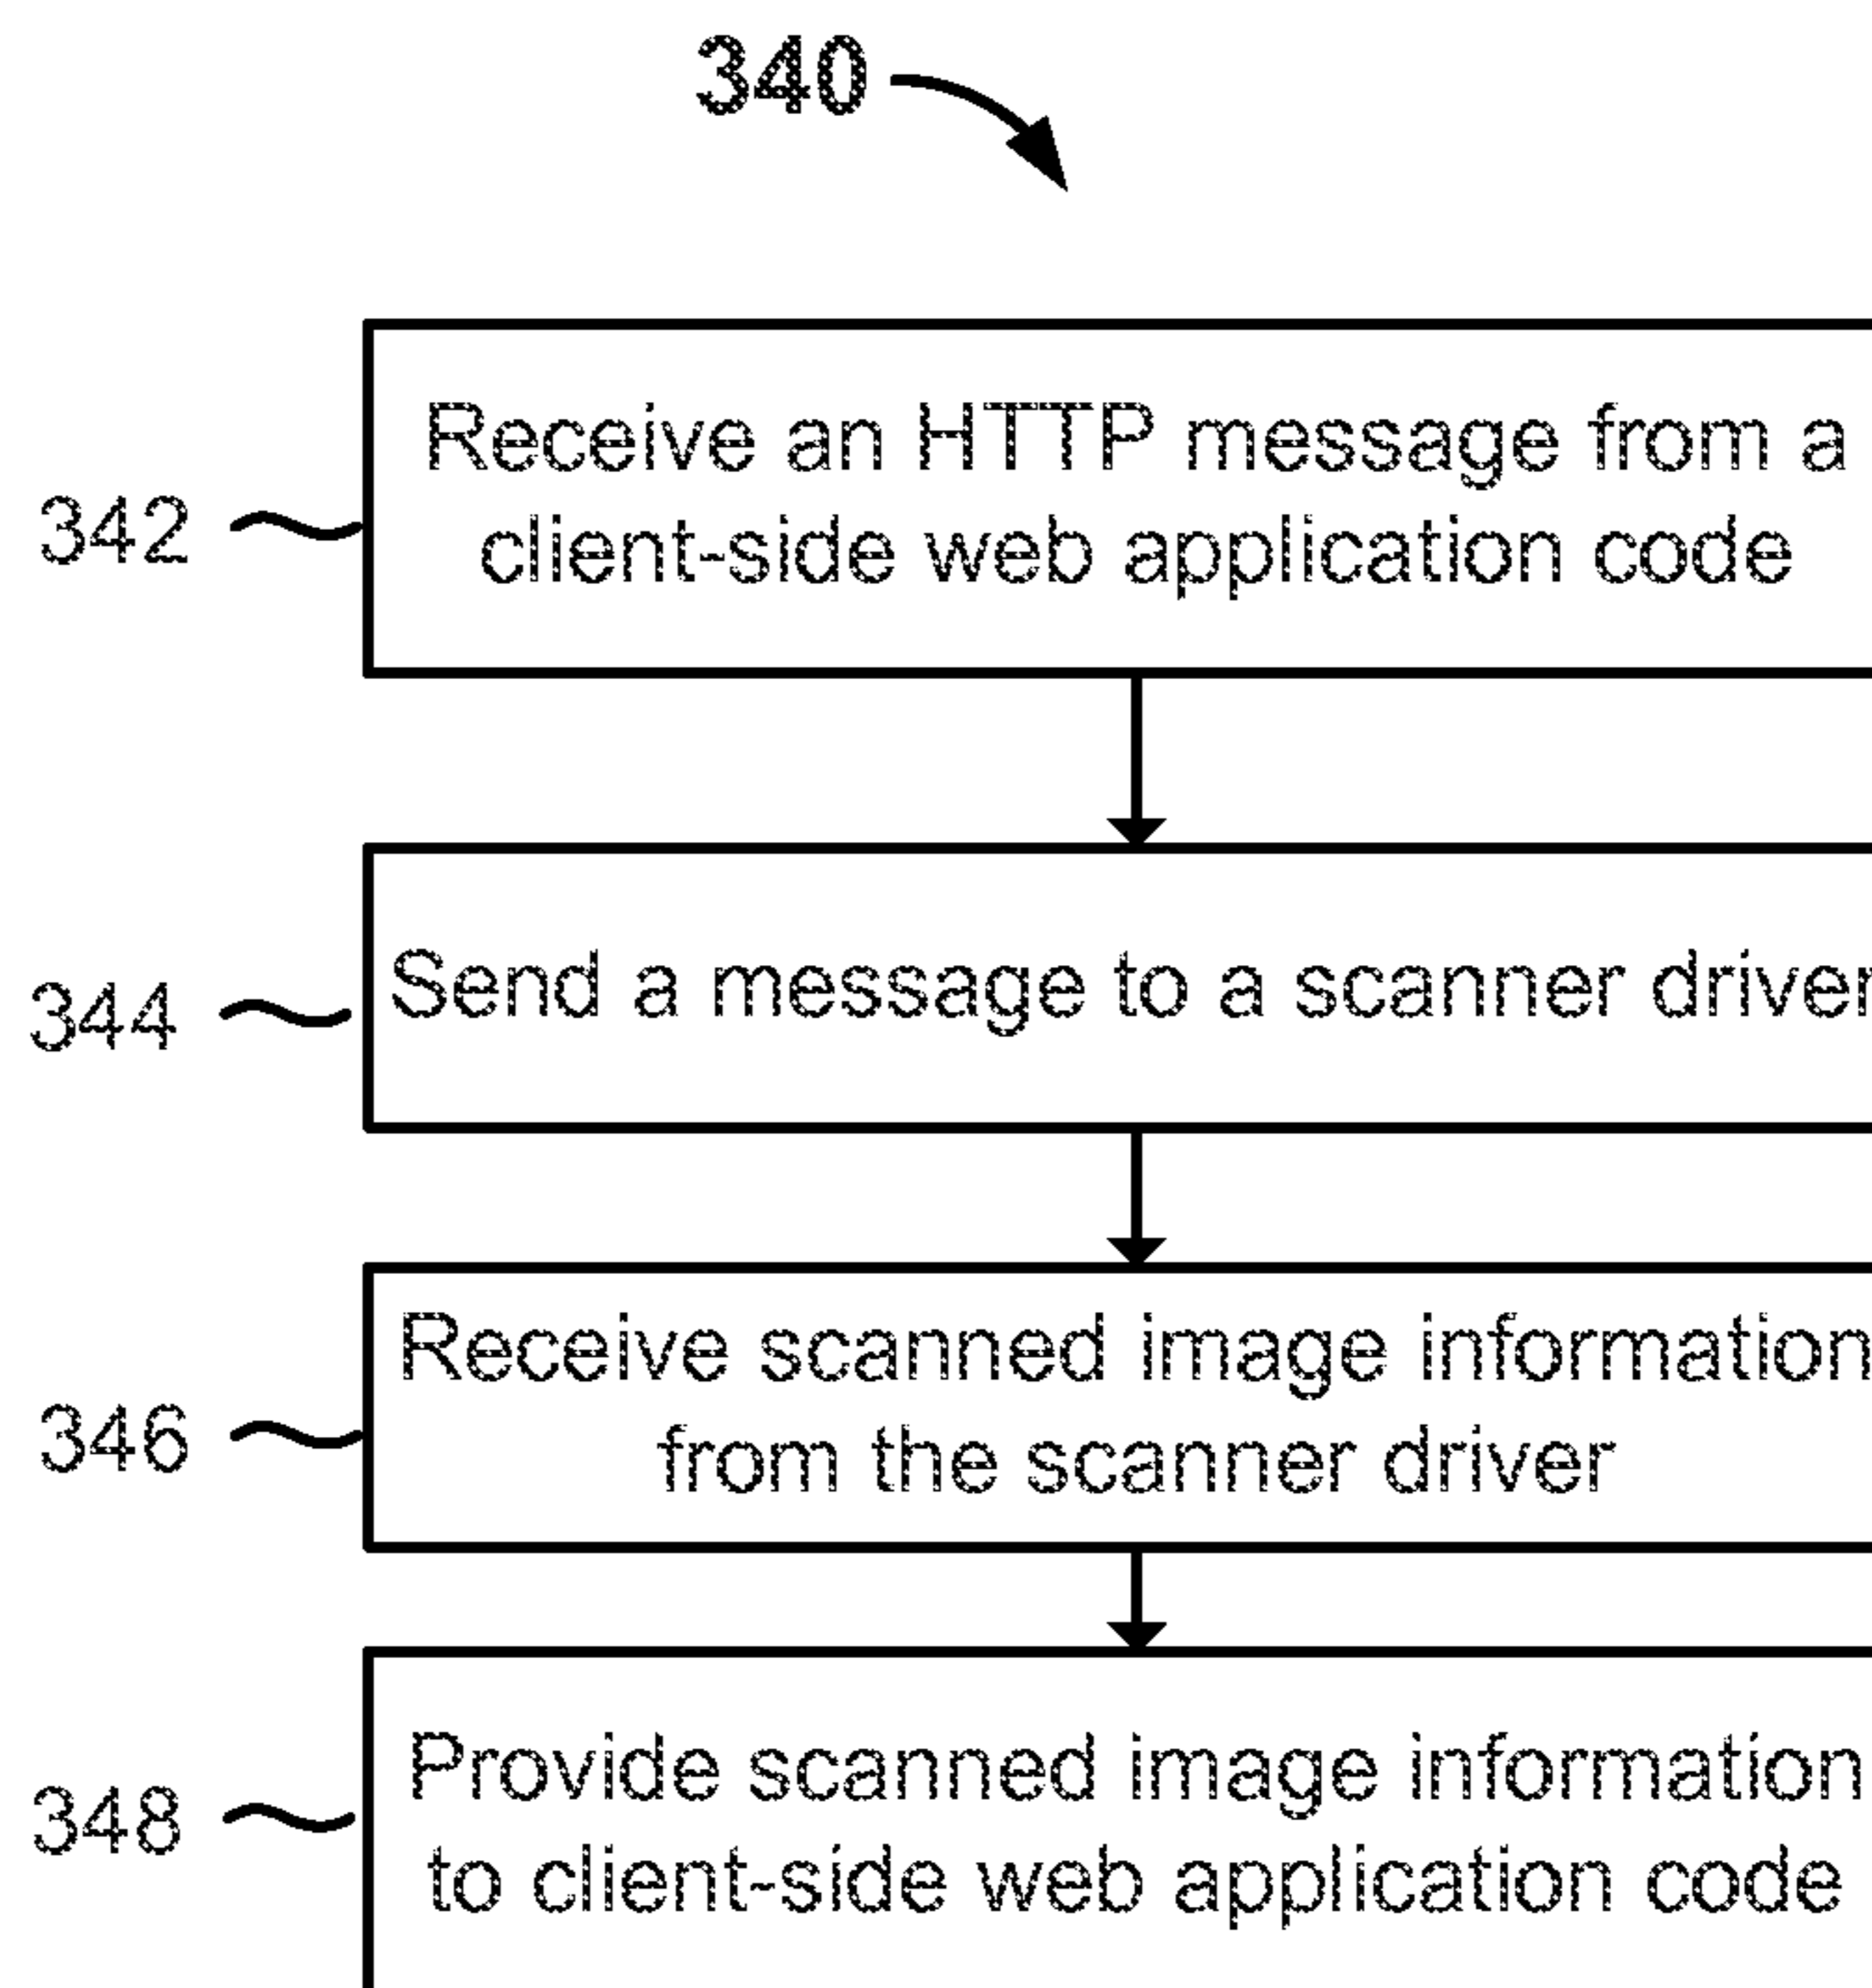 340
342
Receive an HTTP message from a
client-side web application code
344
Send a message to a scanner driver
346
Receive scanned image information
from the scanner driver
348
Provide scanned image information
to client-side web application code